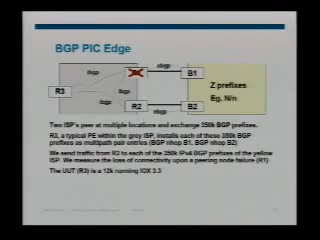 BGP PIC Edge
ebgp
ibgp
B1
Z prefixes
R3
ibgp
Eg. N/n
ibgp
R2
B2
ebgp
Two ISP's peer at multiple locations and exchange 350k BGP prefixes.
R3, a typical PE within the grey ISP, installs each of these 350k BGP
prefixes as multipath pair entries (BGP nhop B1, BGP nhop B2)
We send traffic from R3 to each of the 350k IPv4 BGP prefixes of the yellow
ISP. We measure the loss of connectivity upon a peering node failure (R1)
The UUT (R3) is a 12k running IOX 3.3